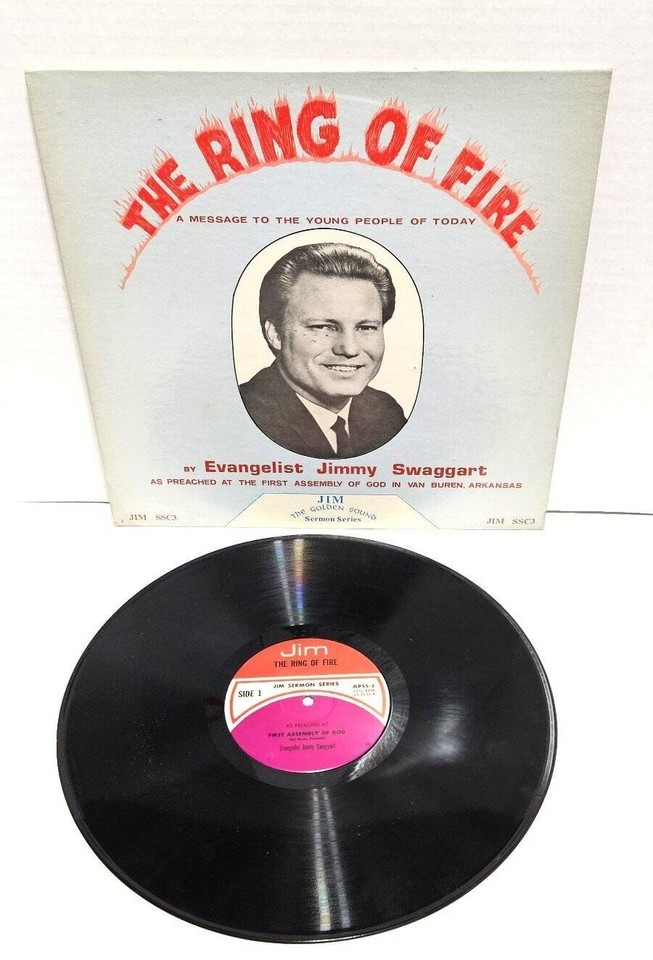 THE RING OF FIRE
A MESSAGE TO THE YOUNG PEOPLE OF TODAY
BY Evangelist Jimmy Swaggart
AS PREACHED AT THE FIRST ASSEMBLY OF GOD IN VAN BUREN, ARKANSAS
JIM
The GOLDEN SOUND
Sermon Series
JIM SSC3
JIM SSC3
Jim
THE RING OF FIRE
JIM SERMON SERIES
SIDE 1
AS PREACHED AT
FIRST ASSEMBLY OF GOD
Evangelist Jimmy Swaggart